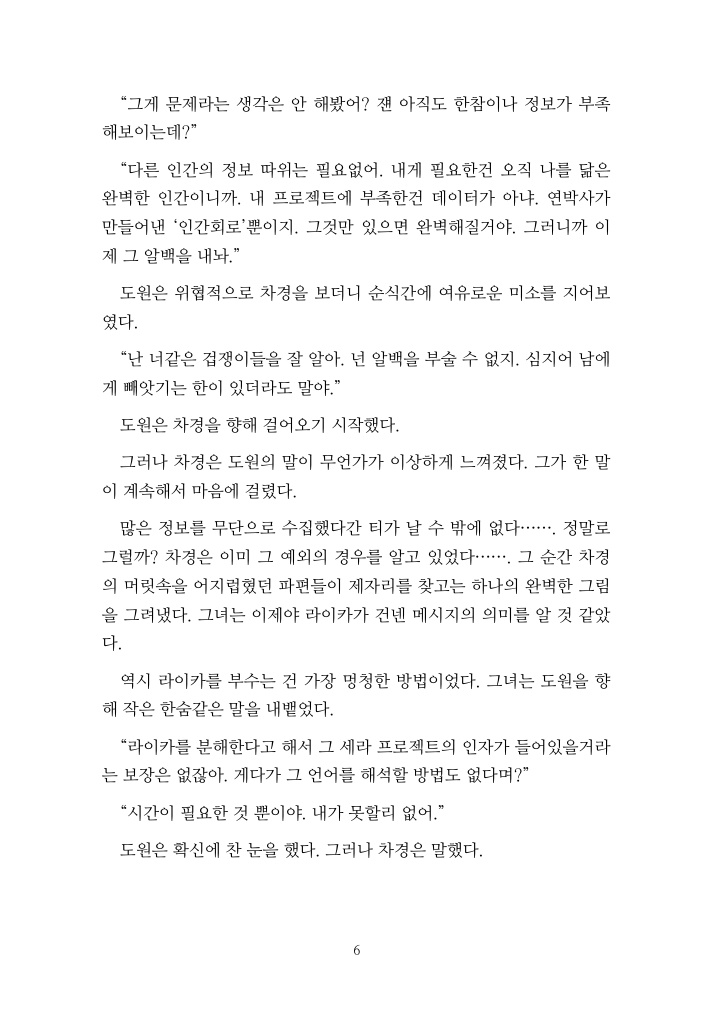 “그게 문제라는 생각은 안 해봤어? 쟨 아직도 한참이나 정보가 부족
해보이는데?”
“다른 인간의 정보 따위는 필요없어. 내게 필요한건 오직 나를 닮은
완벽한 인간이니까. 내 프로젝트에 부족한건 데이터가 아냐. 연박사가
만들어낸 ‘인간회로’뿐이지. 그것만 있으면 완벽해질거야. 그러니까 이
제 그 알백을 내놔.”
도원은 위협적으로 차경을 보더니 순식간에 여유로운 미소를 지어보
였다.
“난 너같은 겁쟁이들을 잘 알아. 넌 알백을 부술 수 없지. 심지어 남에
게 빼앗기는 한이 있더라도 말야.”
도원은 차경을 향해 걸어오기 시작했다.
그러나 차경은 도원의 말이 무언가가 이상하게 느껴졌다. 그가 한 말
이 계속해서 마음에 걸렸다.
많은 정보를 무단으로 수집했다간 티가 날 수 밖에 없다……. 정말로
그럴까? 차경은 이미 그 예외의 경우를 알고 있었다……. 그 순간 차경
의 머릿속을 어지럽혔던 파편들이 제자리를 찾고는 하나의 완벽한 그림
을 그려냈다. 그녀는 이제야 라이카가 건넨 메시지의 의미를 알 것 같았
다.
역시 라이카를 부수는 건 가장 멍청한 방법이었다. 그녀는 도원을 향
해 작은 한숨같은 말을 내뱉었다.
“라이카를 분해한다고 해서 그 세라 프로젝트의 인자가 들어있을거라
는 보장은 없잖아. 게다가 그 언어를 해석할 방법도 없다며?”
“시간이 필요한 것 뿐이야. 내가 못할리 없어.”
도원은 확신에 찬 눈을 했다. 그러나 차경은 말했다.
6